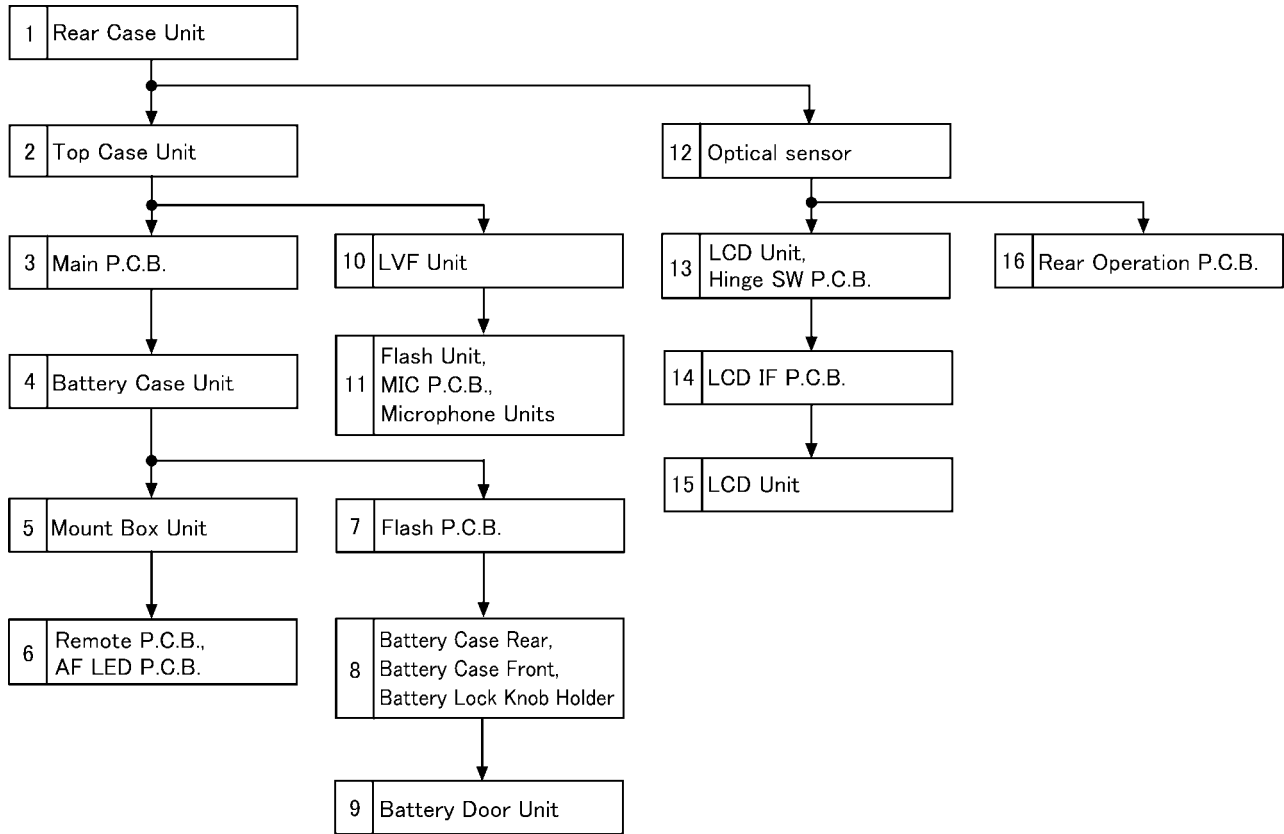 1 Rear Case Unit
2 Top Case Unit
12 Optical sensor
3 Main P.C.B.
10 LVF Unit
13 LCD Unit,
Hinge SW P.C.B.
16 Rear Operation P.C.B.
4 Battery Case Unit
11 Flash Unit,
MIC P.C.B.,
Microphone Units
14 LCD IF P.C.B.
15 LCD Unit
5 Mount Box Unit
7 Flash P.C.B.
6 Remote P.C.B.,
AF LED P.C.B.
8 Battery Case Rear,
Battery Case Front,
Battery Lock Knob Holder
9 Battery Door Unit